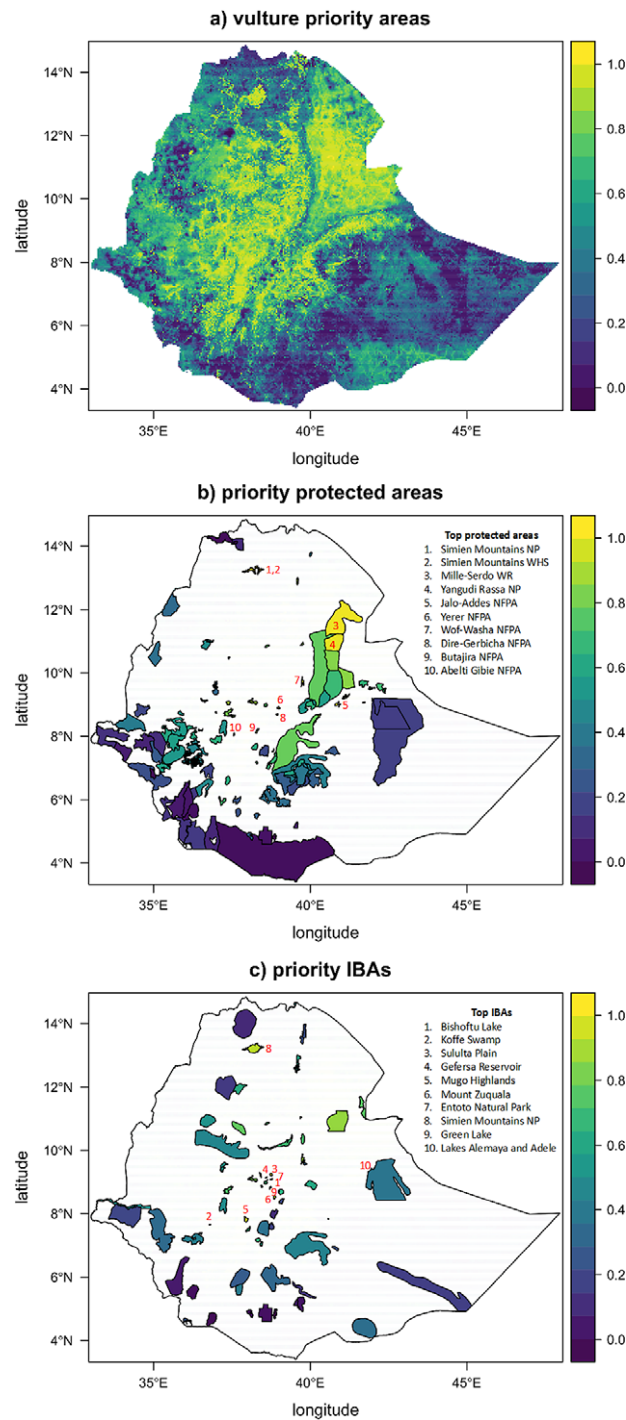 a) vulture priority areas
14°N
12°N
10°N
8°N
6°N
4°N
latitude
35°E
40°E
45°E
longitude
1.0
0.8
0.6
0.4
0.2
0.0
b) priority protected areas
14°N
12°N
10°N
8°N
6°N
4°N
latitude
35°E
40°E
45°E
longitude
Top protected areas
1. Simien Mountains NP
2. Simien Mountains WHS
3. Mille-Serdo WR
4. Yangudi Rassa NP
5. Jalo-Addes NFPA
6. Yerer NFPA
7. Wof-Washa NFPA
8. Dire-Gerbicha NFPA
9. Butajira NFPA
10. Abelti Gibie NFPA
1,2
3
4
7
5
6
8
10
9
1.0
0.8
0.6
0.4
0.2
0.0
c) priority IBAs
14°N
12°N
10°N
8°N
6°N
4°N
latitude
35°E
40°E
45°E
longitude
Top IBAs
1. Bishoftu Lake
2. Koffe Swamp
3. Sululta Plain
4. Gefersa Reservoir
5. Mugo Highlands
6. Mount Zuquala
7. Entoto Natural Park
8. Simien Mountains NP
9. Green Lake
10. Lakes Alemaya and Adele
8
4 3
7
1
9
6
10
2
5
1.0
0.8
0.6
0.4
0.2
0.0